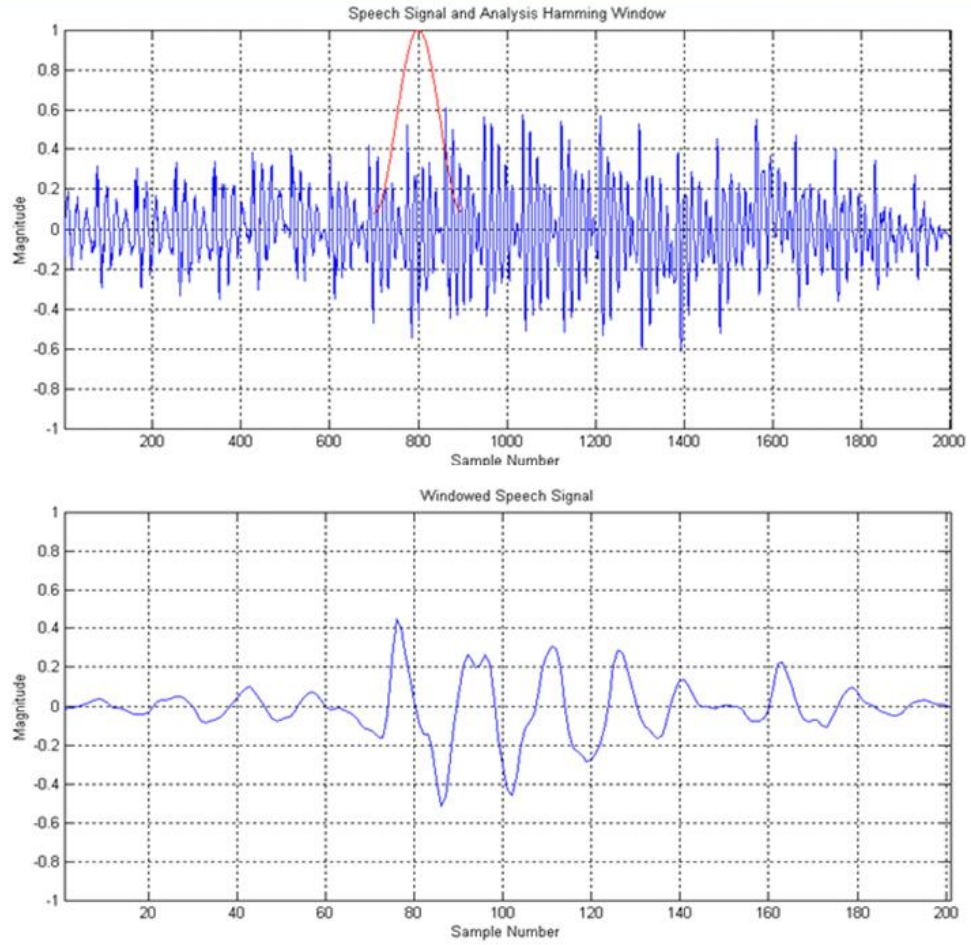 Speech Signal and Analysis Hamming Window
1
0.8
0.6
0.4
0.2
0
-0.2
-0.4
-0.6
-0.8
-1
Magnitude
200 400 600 800 1000 1200 1400 1600 1800 2000
Sample Number
Windowed Speech Signal
1
0.8
0.6
0.4
0.2
0
-0.2
-0.4
-0.6
-0.8
-1
Magnitude
20 40 60 80 100 120 140 160 180 200
Sample Number